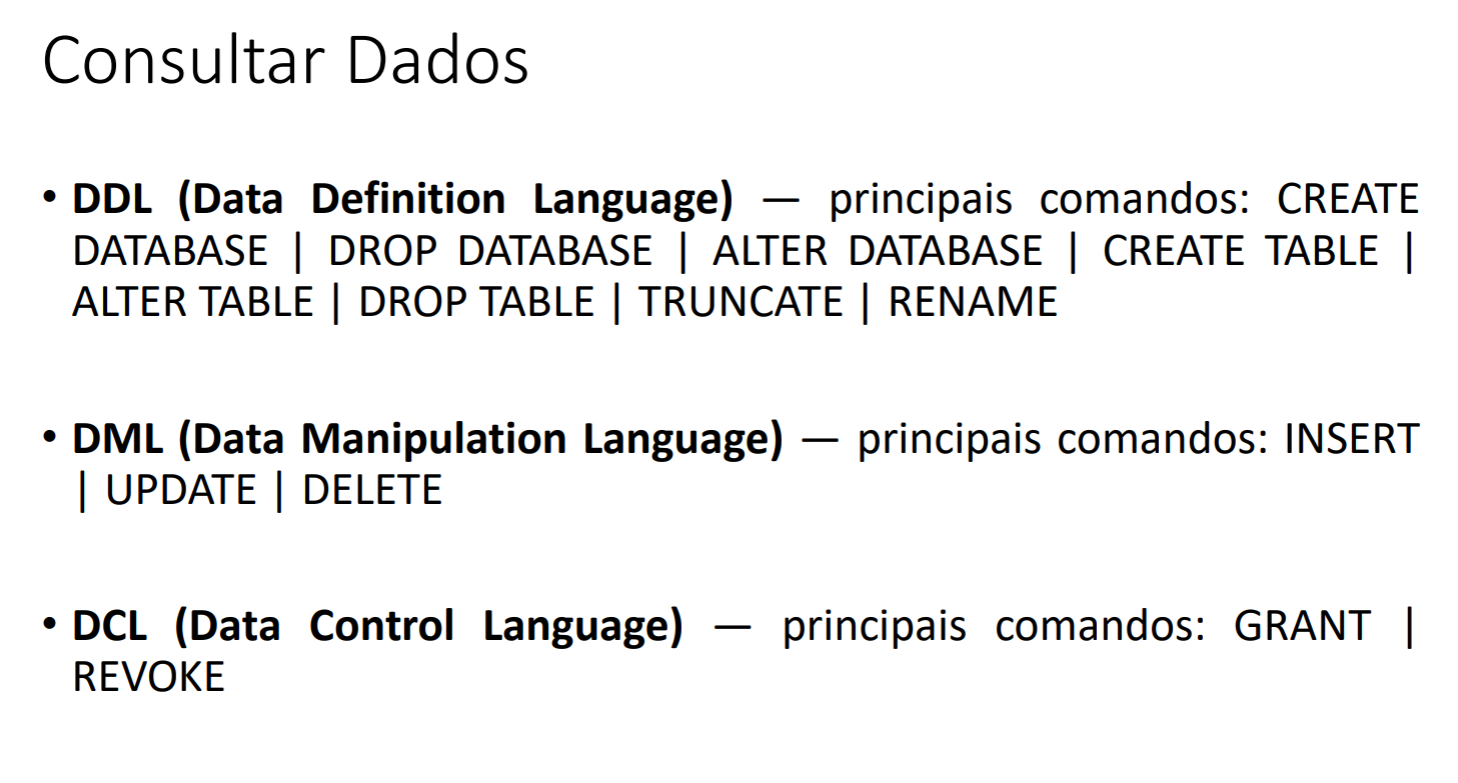 Consultar Dados
• DDL (Data Definition Language) — principais comandos: CREATE
DATABASE | DROP DATABASE | ALTER DATABASE | CREATE TABLE |
ALTER TABLE | DROP TABLE | TRUNCATE | RENAME
• DML (Data Manipulation Language) — principais comandos: INSERT
| UPDATE | DELETE
• DCL (Data Control Language) — principais comandos: GRANT |
REVOKE